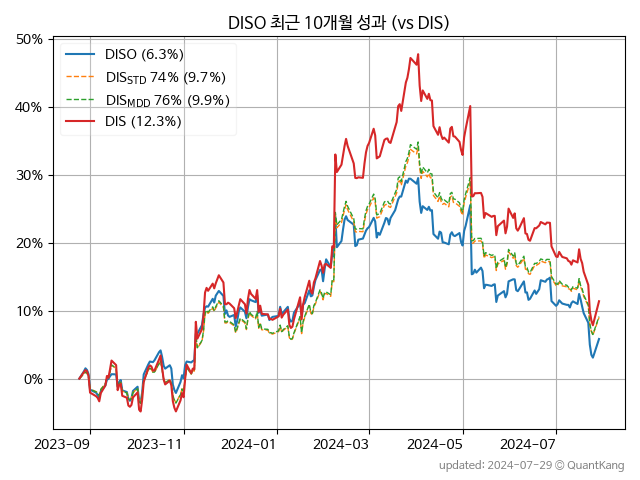 DISO 최근 10개월 성과 (vs DIS)
50%
40%
30%
20%
10%
0%
DISO (6.3%)
DIS_STD 74% (9.7%)
DIS_MDD 76% (9.9%)
DIS (12.3%)
2023-09 2023-11 2024-01 2024-03 2024-05 2024-07
updated: 2024-07-29 © QuantKang